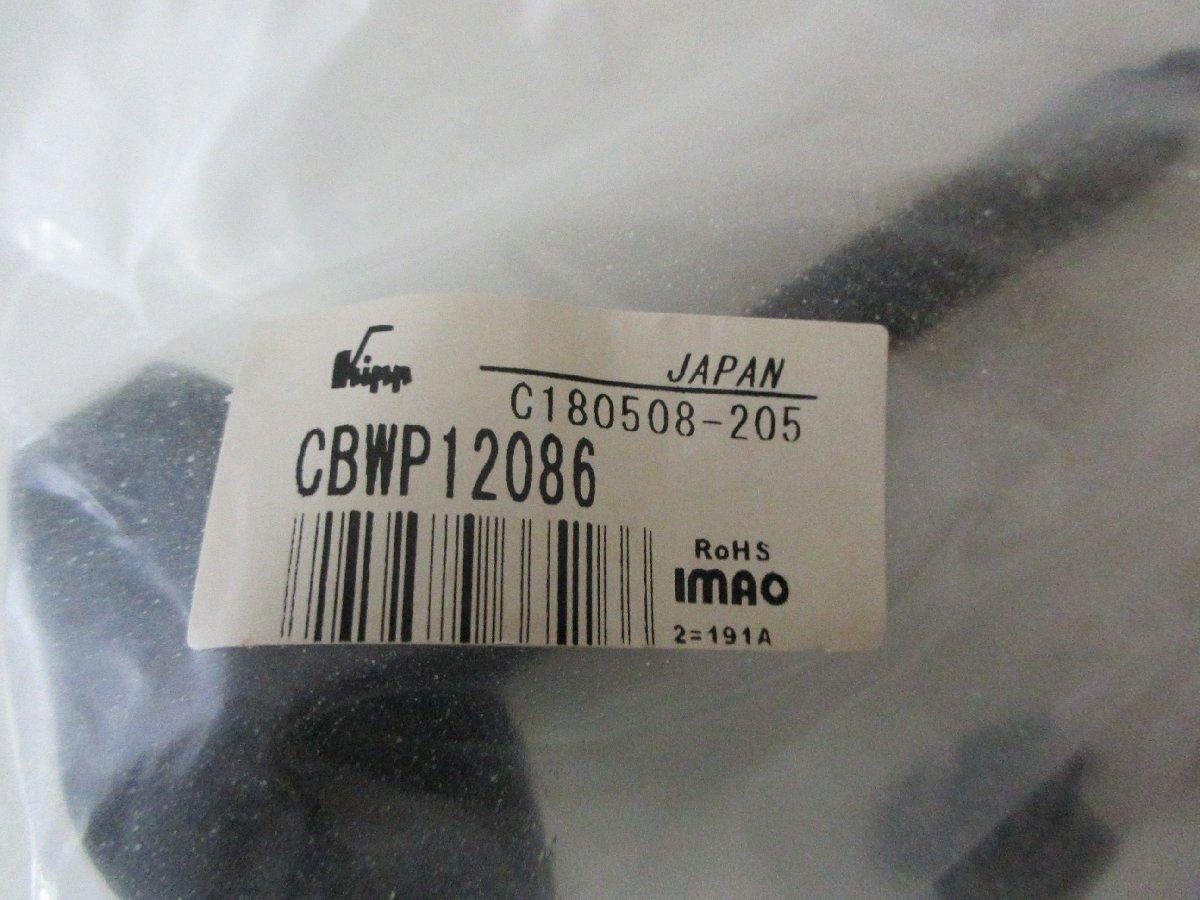 Kipp
JAPAN
C180508-205
CBWP12086
RoHS
IMAO
2=191A